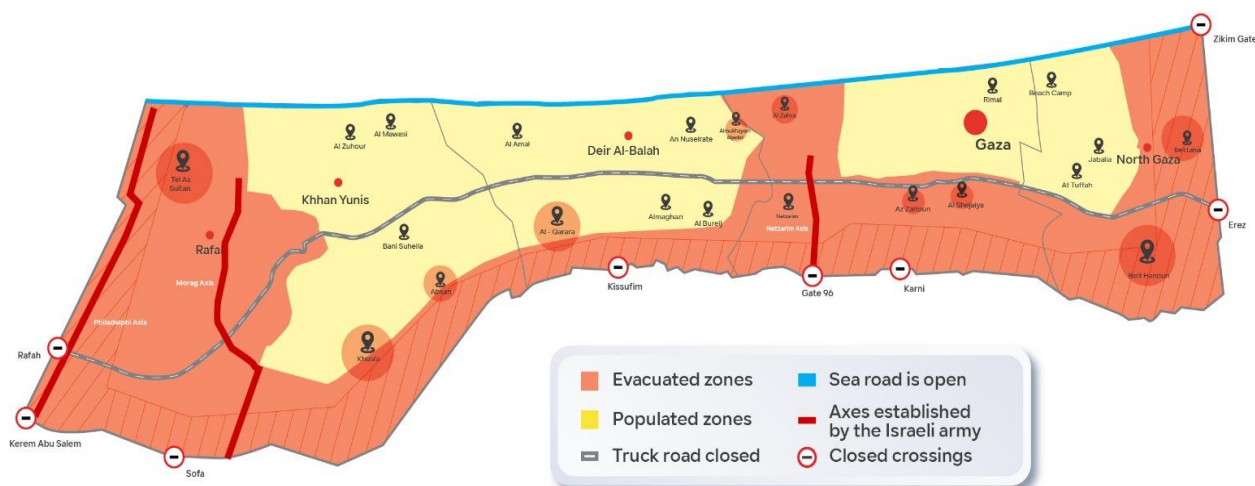 Zikim Gate
Rimal
Beach Camp
Al Zahra
Al Mawasi
Al Zuhour
Al Amal
An Nuseirate
Deir Al-Balah
Gaza
Beit Lahia
Jabalia
North Gaza
Tel As
Sultan
Khhan Yunis
At Tuffah
Almaghazi
Al Bureij
Netzarim
Az Zaitoun
Al Shejaiya
Al - Qarara
Netzarim Axis
Erez
Bani Suheila
Rafah
Morag Axis
Absan
Kissufim
Gate 96
Karni
Beit Hanoun
Philadelphi Axis
Rafah
Khuza'a
Kerem Abu Salem
Sofa
Evacuated zones
Sea road is open
Populated zones
Axes established
by the Israeli army
Truck road closed
Closed crossings